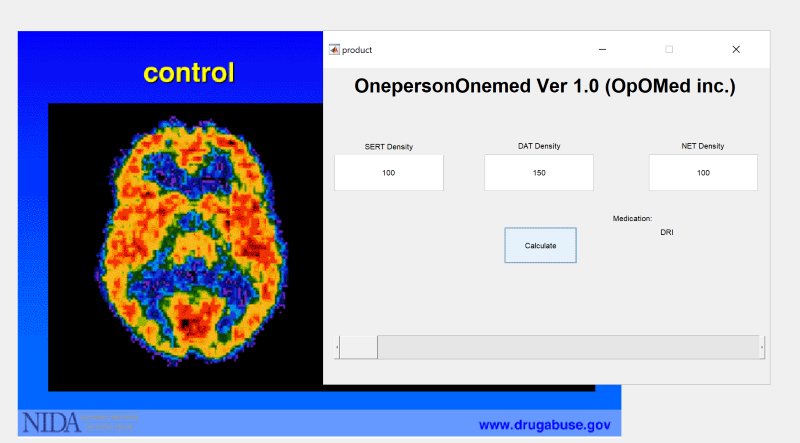 control
product
OnepersonOnemed Ver 1.0 (OpOMed inc.)
SERT Density
DAT Density
NET Density
100
150
100
Medication:
DRI
Calculate
NIDA
www.drugabuse.gov